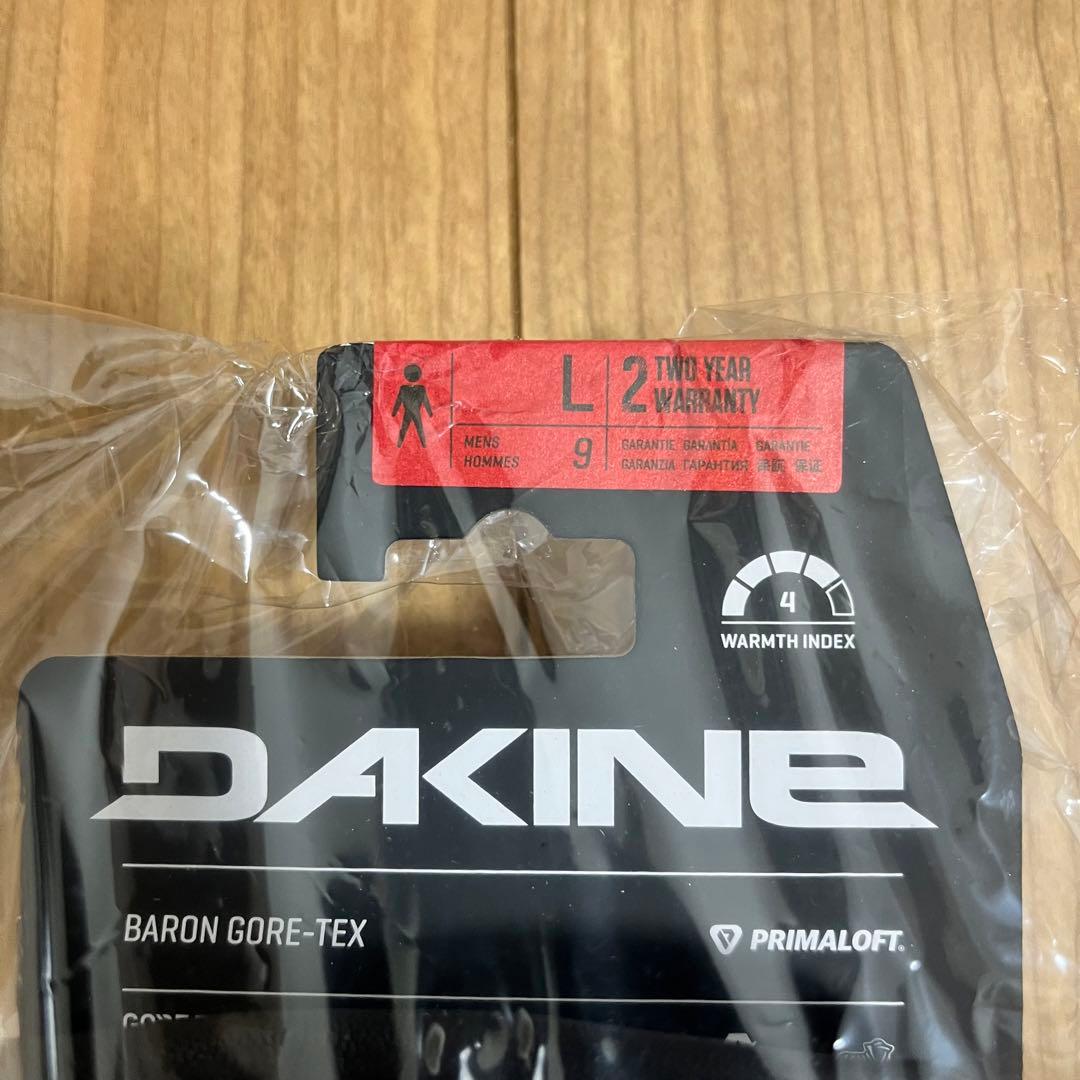 L
2 TWO YEAR
WARRANTY
MENS
HOMMES
9
GARANTIE GARANTÍA GARANTIE
GARANZIA ГАРАНТИЯ 保証 保证
4
WARMTH INDEX
DAKINE
BARON GORE-TEX
PRIMALOFT®